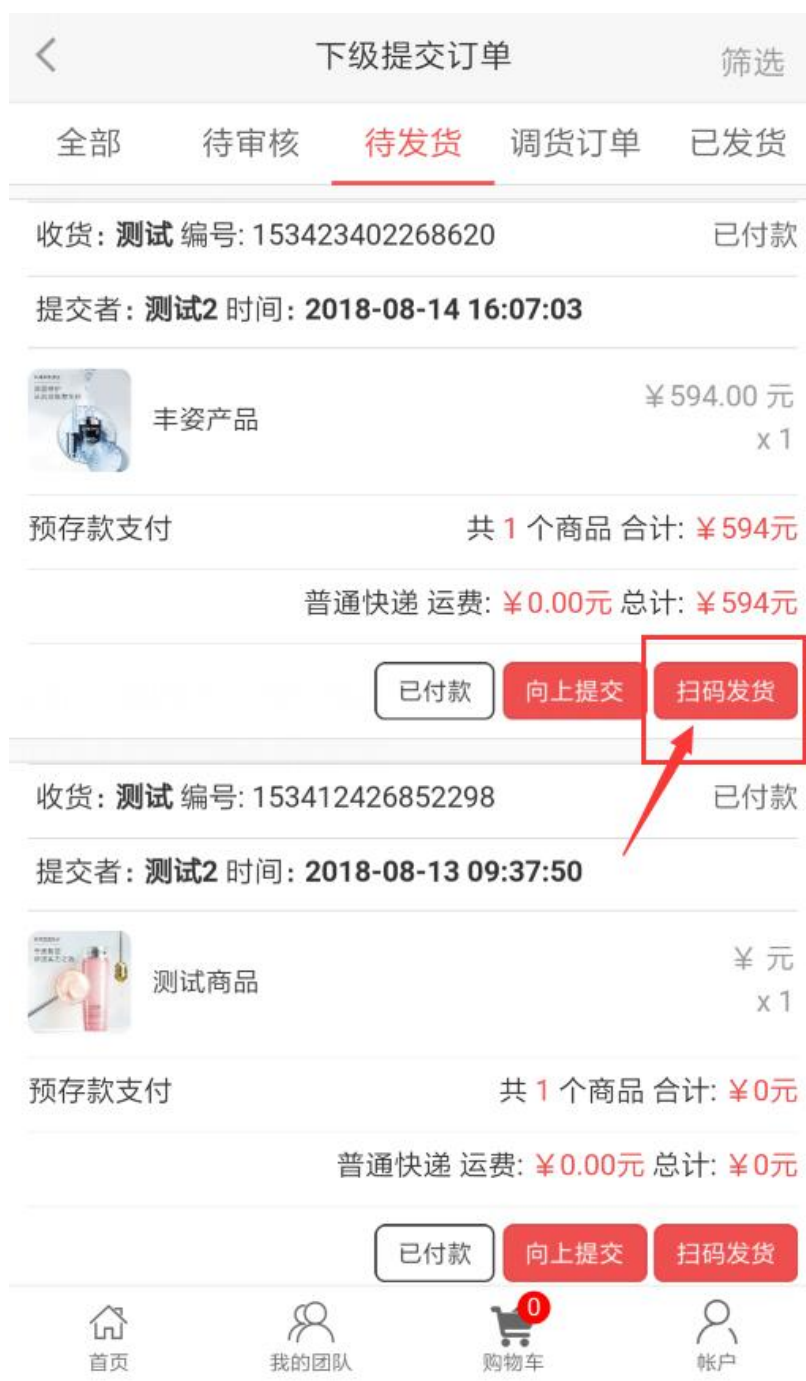 下级提交订单 筛选
全部 待审核 待发货 调货订单 已发货
收货: 测试 编号: 153423402268620 已付款
提交者: 测试2 时间: 2018-08-14 16:07:03
¥594.00 元
丰姿产品
x 1
预存款支付 共 1 个商品 合计: ¥594元
普通快递 运费: ¥0.00元 总计: ¥594元
已付款 向上提交 扫码发货
收货: 测试 编号: 153412426852298 已付款
提交者: 测试2 时间: 2018-08-13 09:37:50
¥ 元
测试商品
x 1
预存款支付 共 1 个商品 合计: ¥0元
普通快递 运费: ¥0.00元 总计: ¥0元
已付款 向上提交 扫码发货
0
首页 我的团队 购物车 帐户